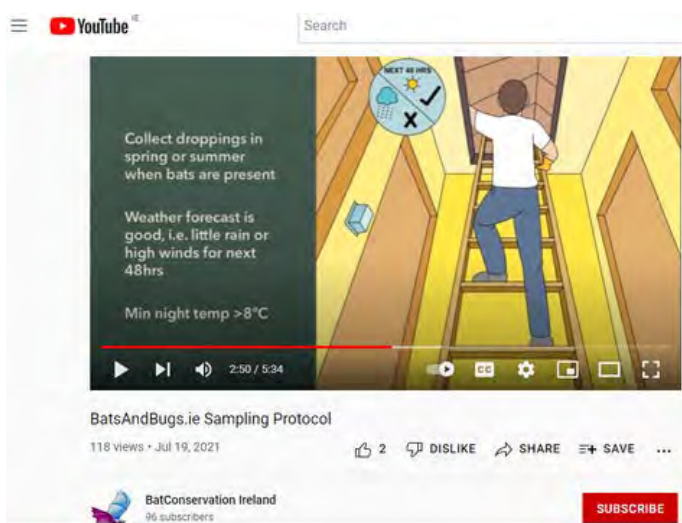 YouTube IE
Search
NEXT 48 HRS
Collect droppings in
spring or summer
when bats are present
Weather forecast is
good, i.e. little rain or
high winds for next
48hrs
Min night temp >8°C
2:50 / 5:34
CC
BatsAndBugs.ie Sampling Protocol
118 views • Jul 19, 2021
2
DISLIKE
SHARE
SAVE
BatConservation Ireland
96 subscribers
SUBSCRIBE